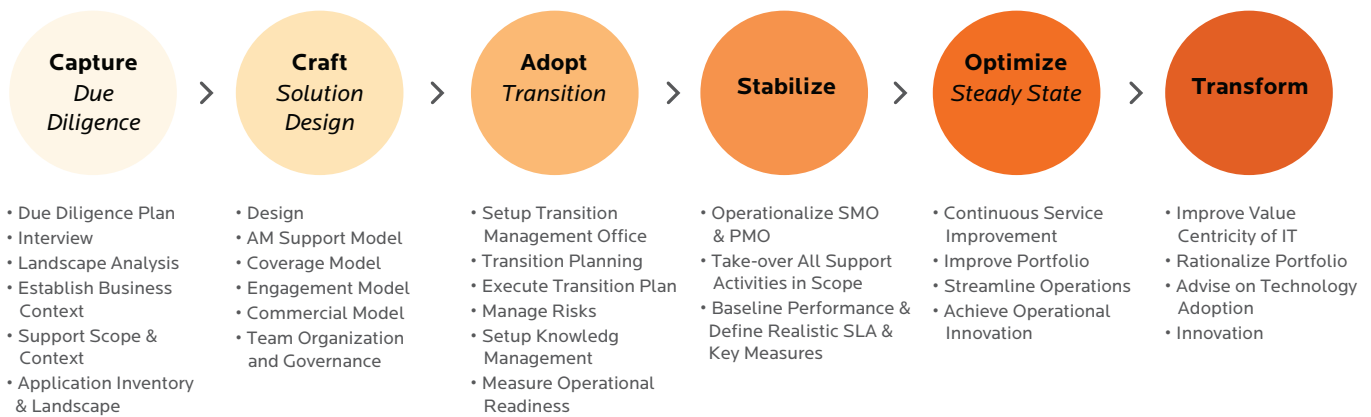 Capture
Due
Diligence
Craft
Solution
Design
Adopt
Transition
Stabilize
Optimize
Steady State
Transform
• Due Diligence Plan
• Interview
• Landscape Analysis
• Establish Business
Context
• Support Scope &
Context
• Application Inventory
& Landscape
• Design
• AM Support Model
• Coverage Model
• Engagement Model
• Commercial Model
• Team Organization
and Governance
• Setup Transition
Management Office
• Transition Planning
• Execute Transition Plan
• Manage Risks
• Setup Knowledg
Management
• Measure Operational
Readiness
• Operationalize SMO
& PMO
• Take-over All Support
Activities in Scope
• Baseline Performance &
Define Realistic SLA &
Key Measures
• Continuous Service
Improvement
• Improve Portfolio
• Streamline Operations
• Achieve Operational
Innovation
• Improve Value
Centricity of IT
• Rationalize Portfolio
• Advise on Technology
Adoption
• Innovation